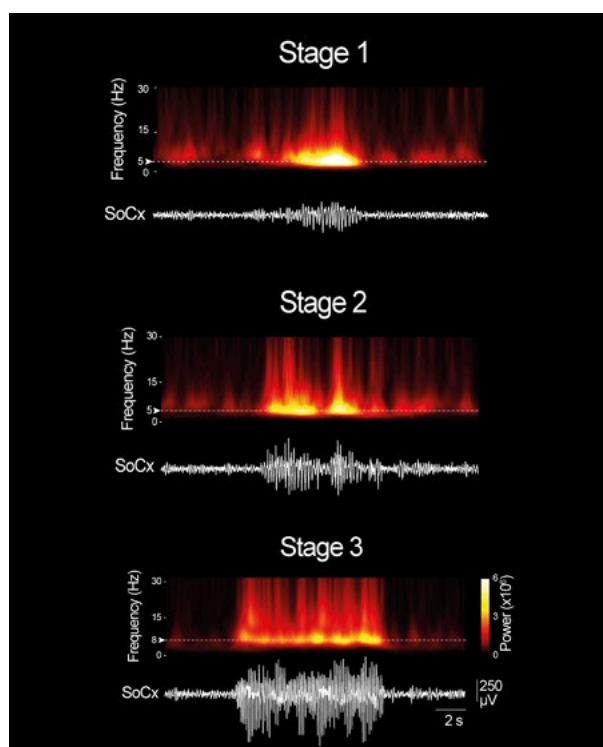 Stage 1
Frequency (Hz)
30
15
5
0
SoCx
Stage 2
Frequency (Hz)
30
15
5
0
SoCx
Stage 3
Frequency (Hz)
30
15
8
0
6
3
0
Power (x10⁶)
SoCx
250
µV
2 s